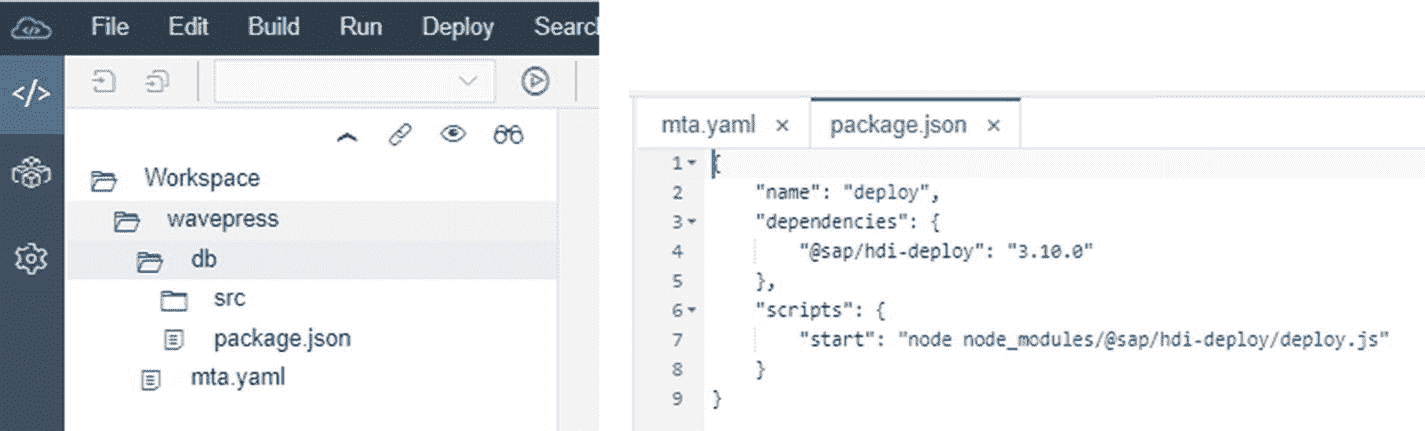 File Edit Build Run Deploy Search
</>
Workspace
wavepress
db
src
package.json
mta.yaml
mta.yaml × package.json ×
1 {
2 "name": "deploy",
3 "dependencies": {
4 "@sap/hdi-deploy": "3.10.0"
5 },
6 "scripts": {
7 "start": "node node_modules/@sap/hdi-deploy/deploy.js"
8 }
9 }